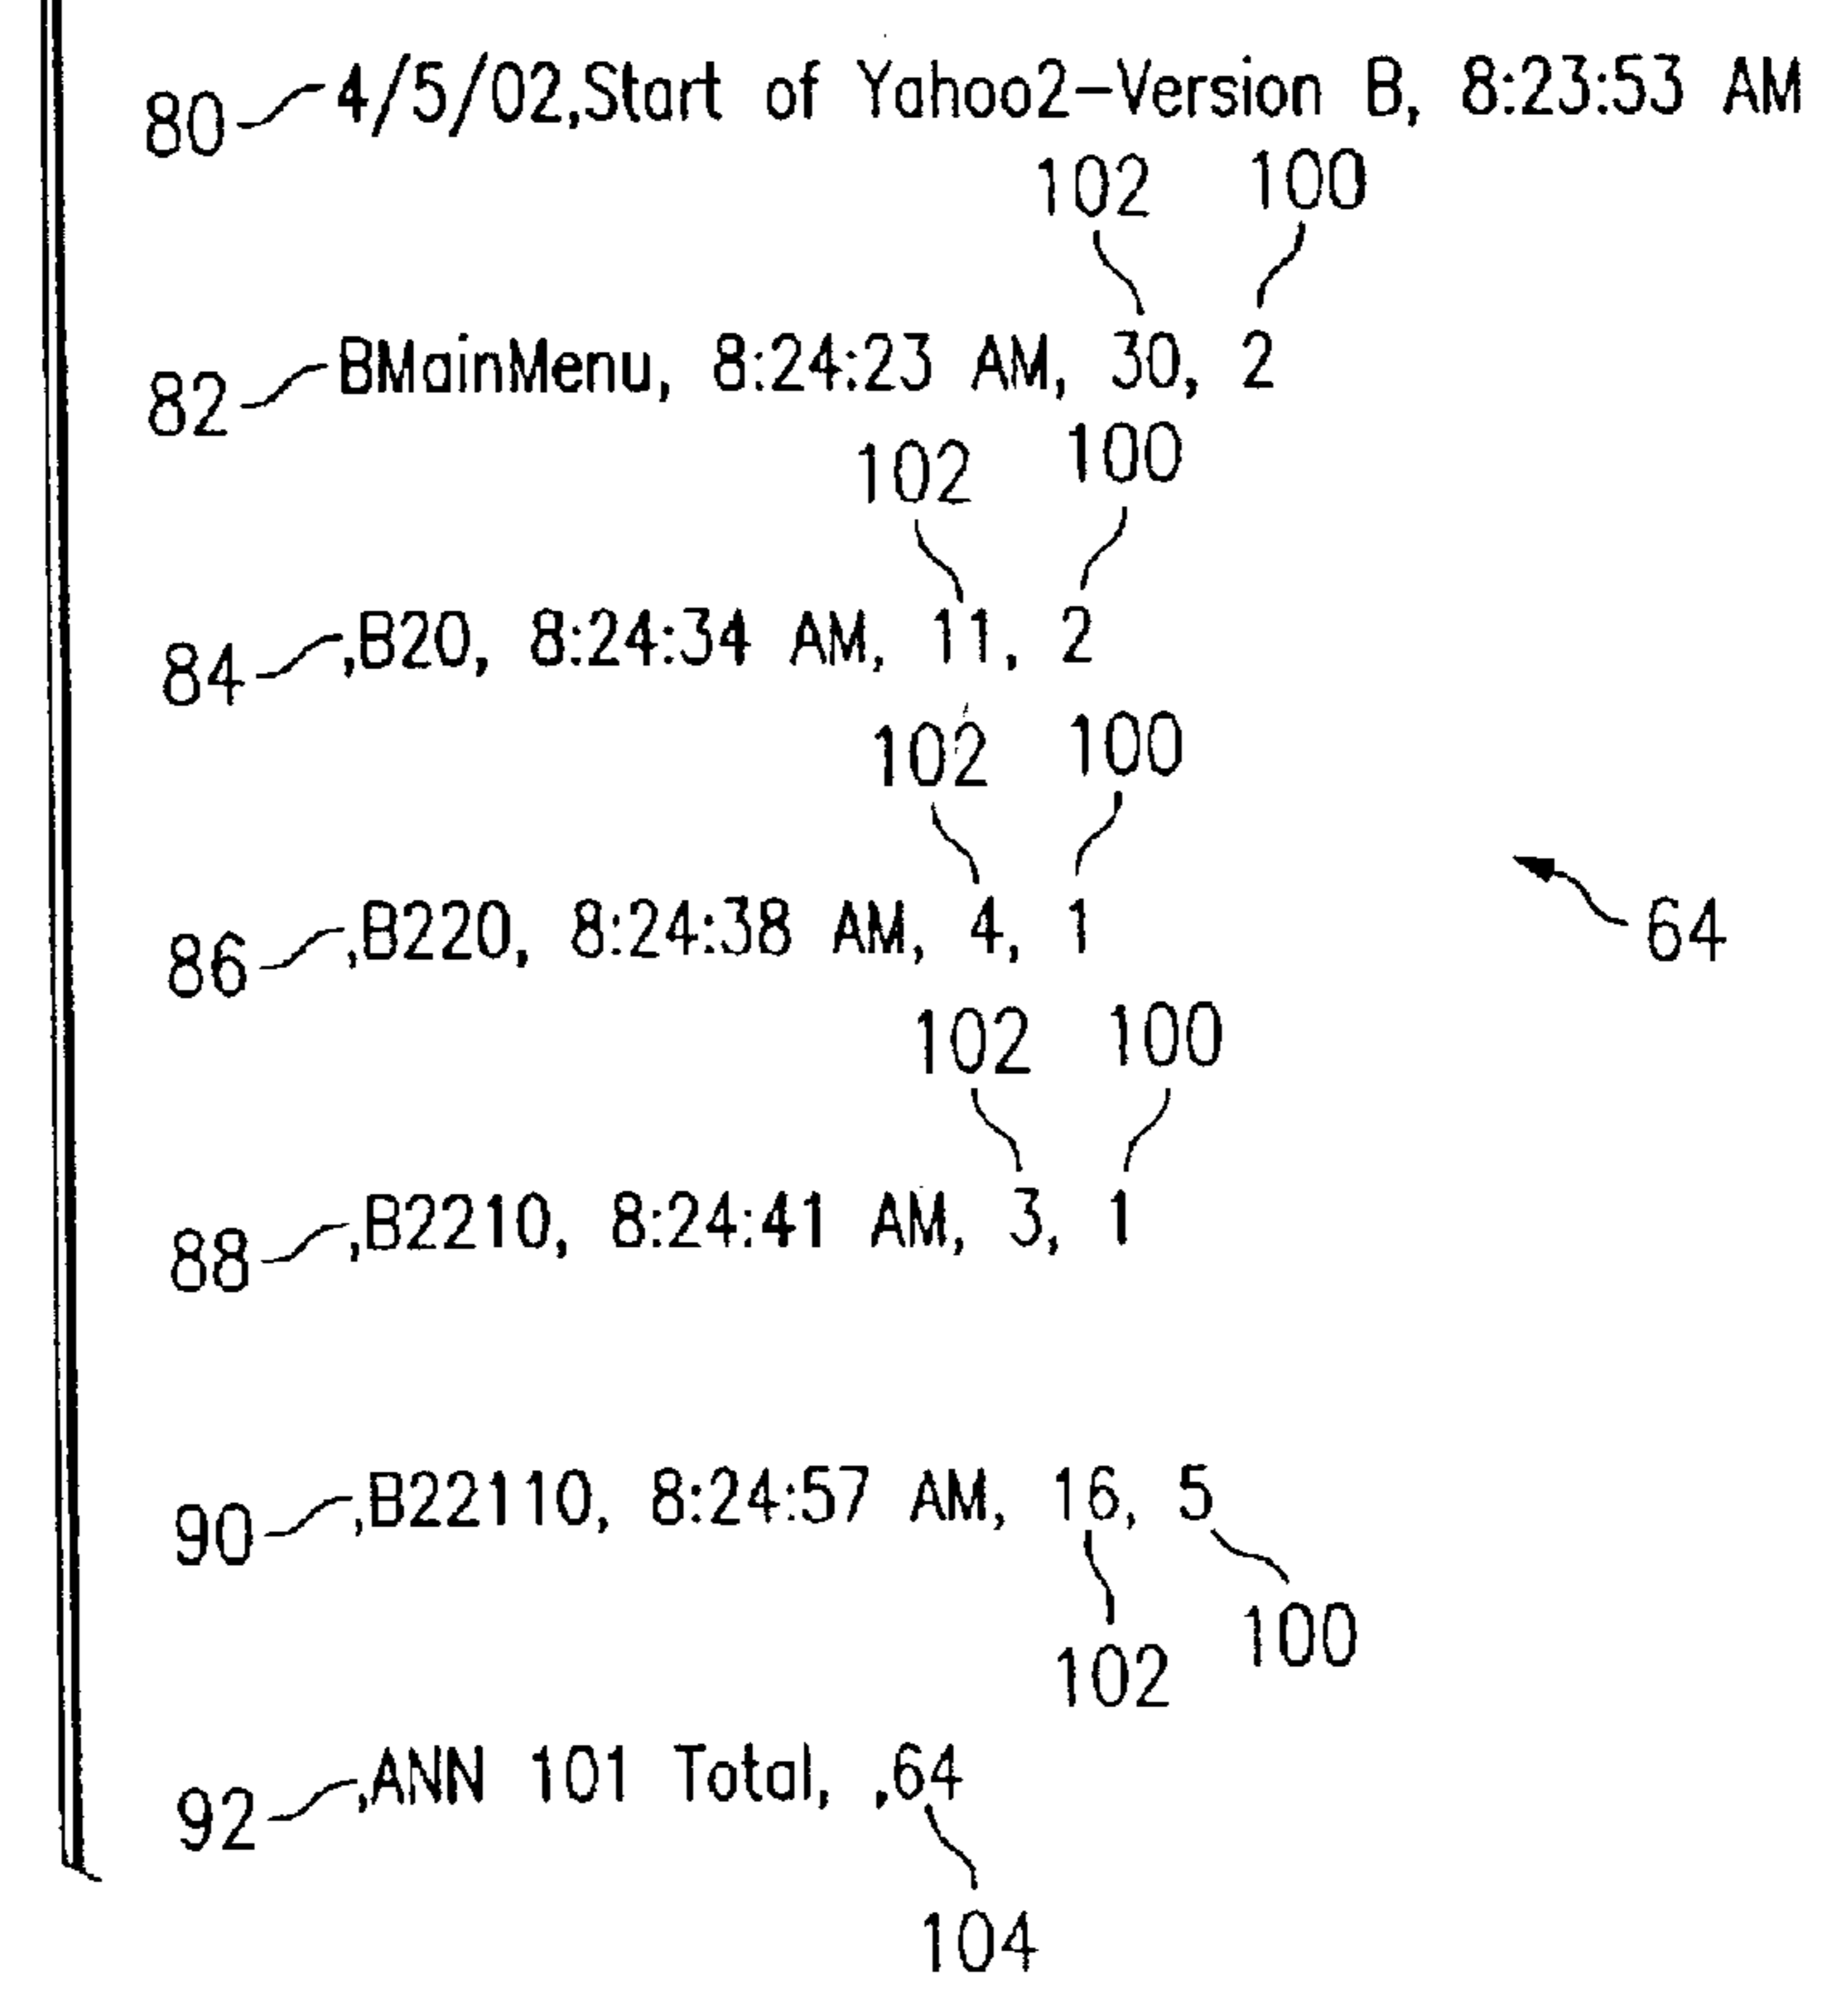 80 4/5/02,Start of Yahoo2-Version B, 8:23:53 AM
102 100
82 BMainMenu, 8:24:23 AM, 30, 2
102 100
84 ,B20, 8:24:34 AM, 11, 2
102 100
86 ,B220, 8:24:38 AM, 4, 1
64
102 100
88 ,B2210, 8:24:41 AM, 3, 1
90 ,B22110, 8:24:57 AM, 16, 5
102 100
92 ,ANN 101 Total, ,64
104